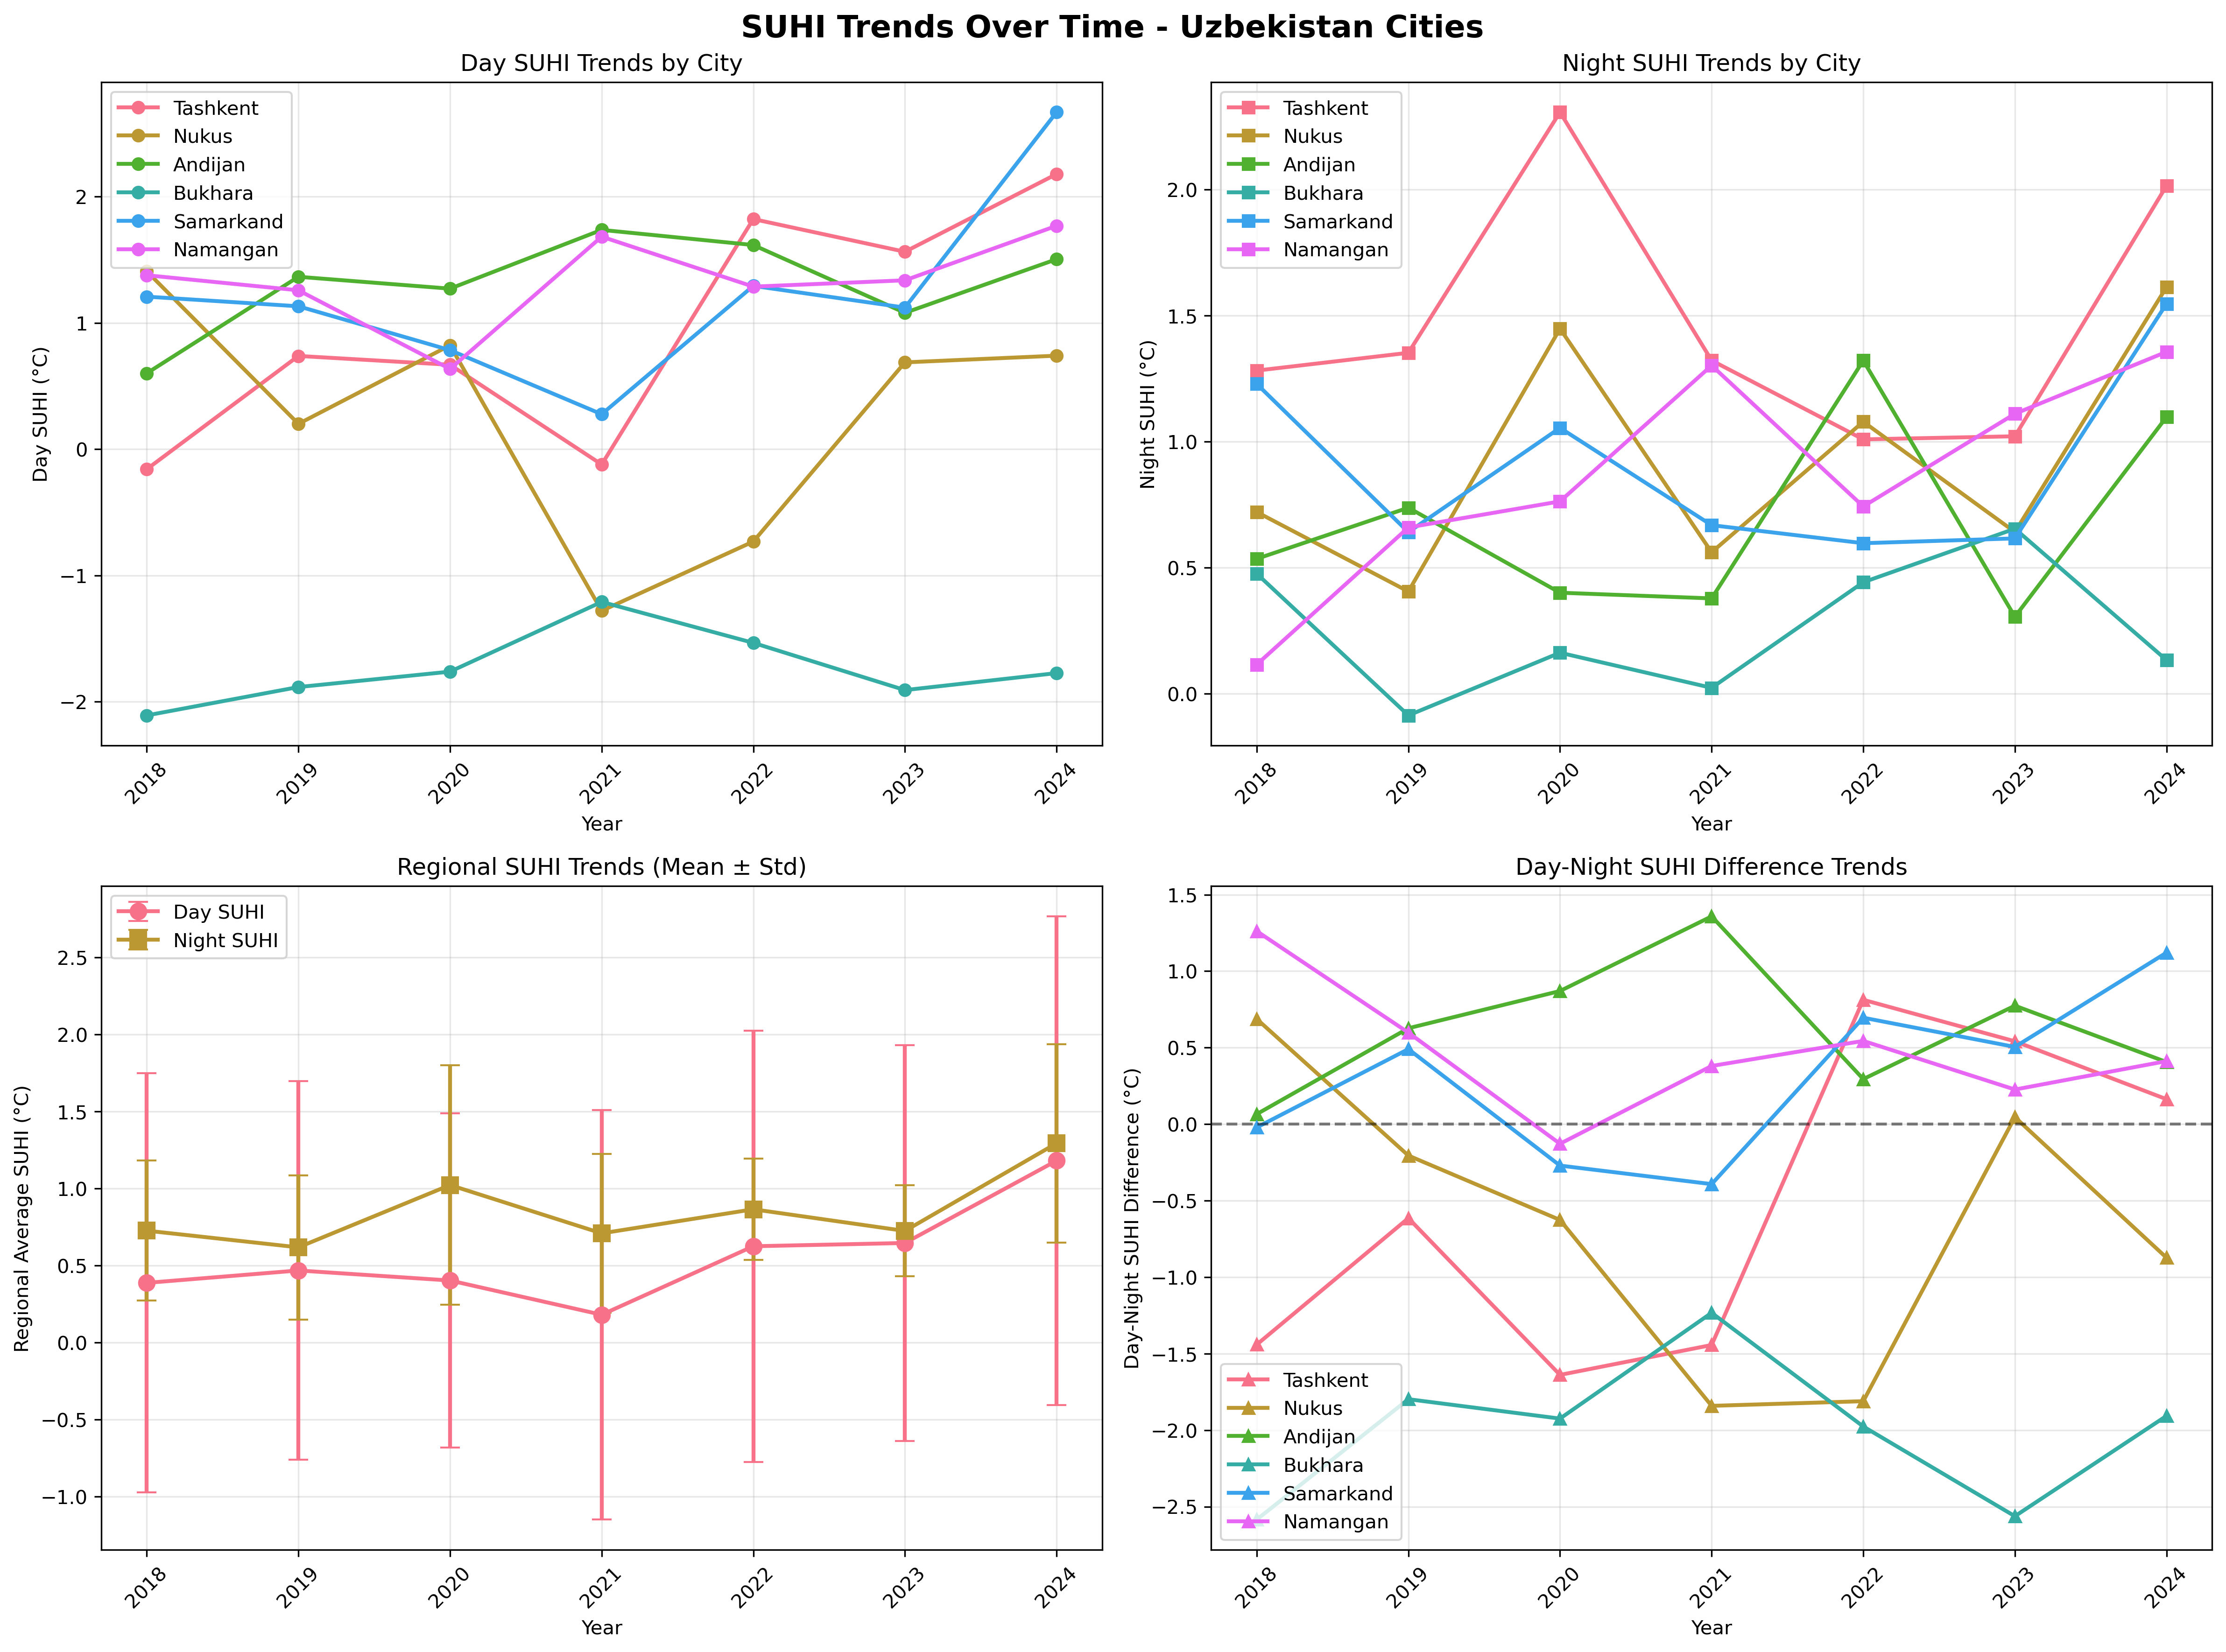 SUHI Trends Over Time - Uzbekistan Cities
Day SUHI Trends by City
Tashkent
Nukus
Andijan
Bukhara
Samarkand
Namangan
2
1
0
−1
−2
Day SUHI (°C)
2018
2019
2020
2021
2022
2023
2024
Year
Night SUHI Trends by City
Tashkent
Nukus
Andijan
Bukhara
Samarkand
Namangan
2.0
1.5
1.0
0.5
0.0
Night SUHI (°C)
2018
2019
2020
2021
2022
2023
2024
Year
Regional SUHI Trends (Mean ± Std)
Day SUHI
Night SUHI
2.5
2.0
1.5
1.0
0.5
0.0
−0.5
−1.0
Regional Average SUHI (°C)
2018
2019
2020
2021
2022
2023
2024
Year
Day-Night SUHI Difference Trends
1.5
1.0
0.5
0.0
−0.5
−1.0
−1.5
−2.0
−2.5
Day-Night SUHI Difference (°C)
Tashkent
Nukus
Andijan
Bukhara
Samarkand
Namangan
2018
2019
2020
2021
2022
2023
2024
Year